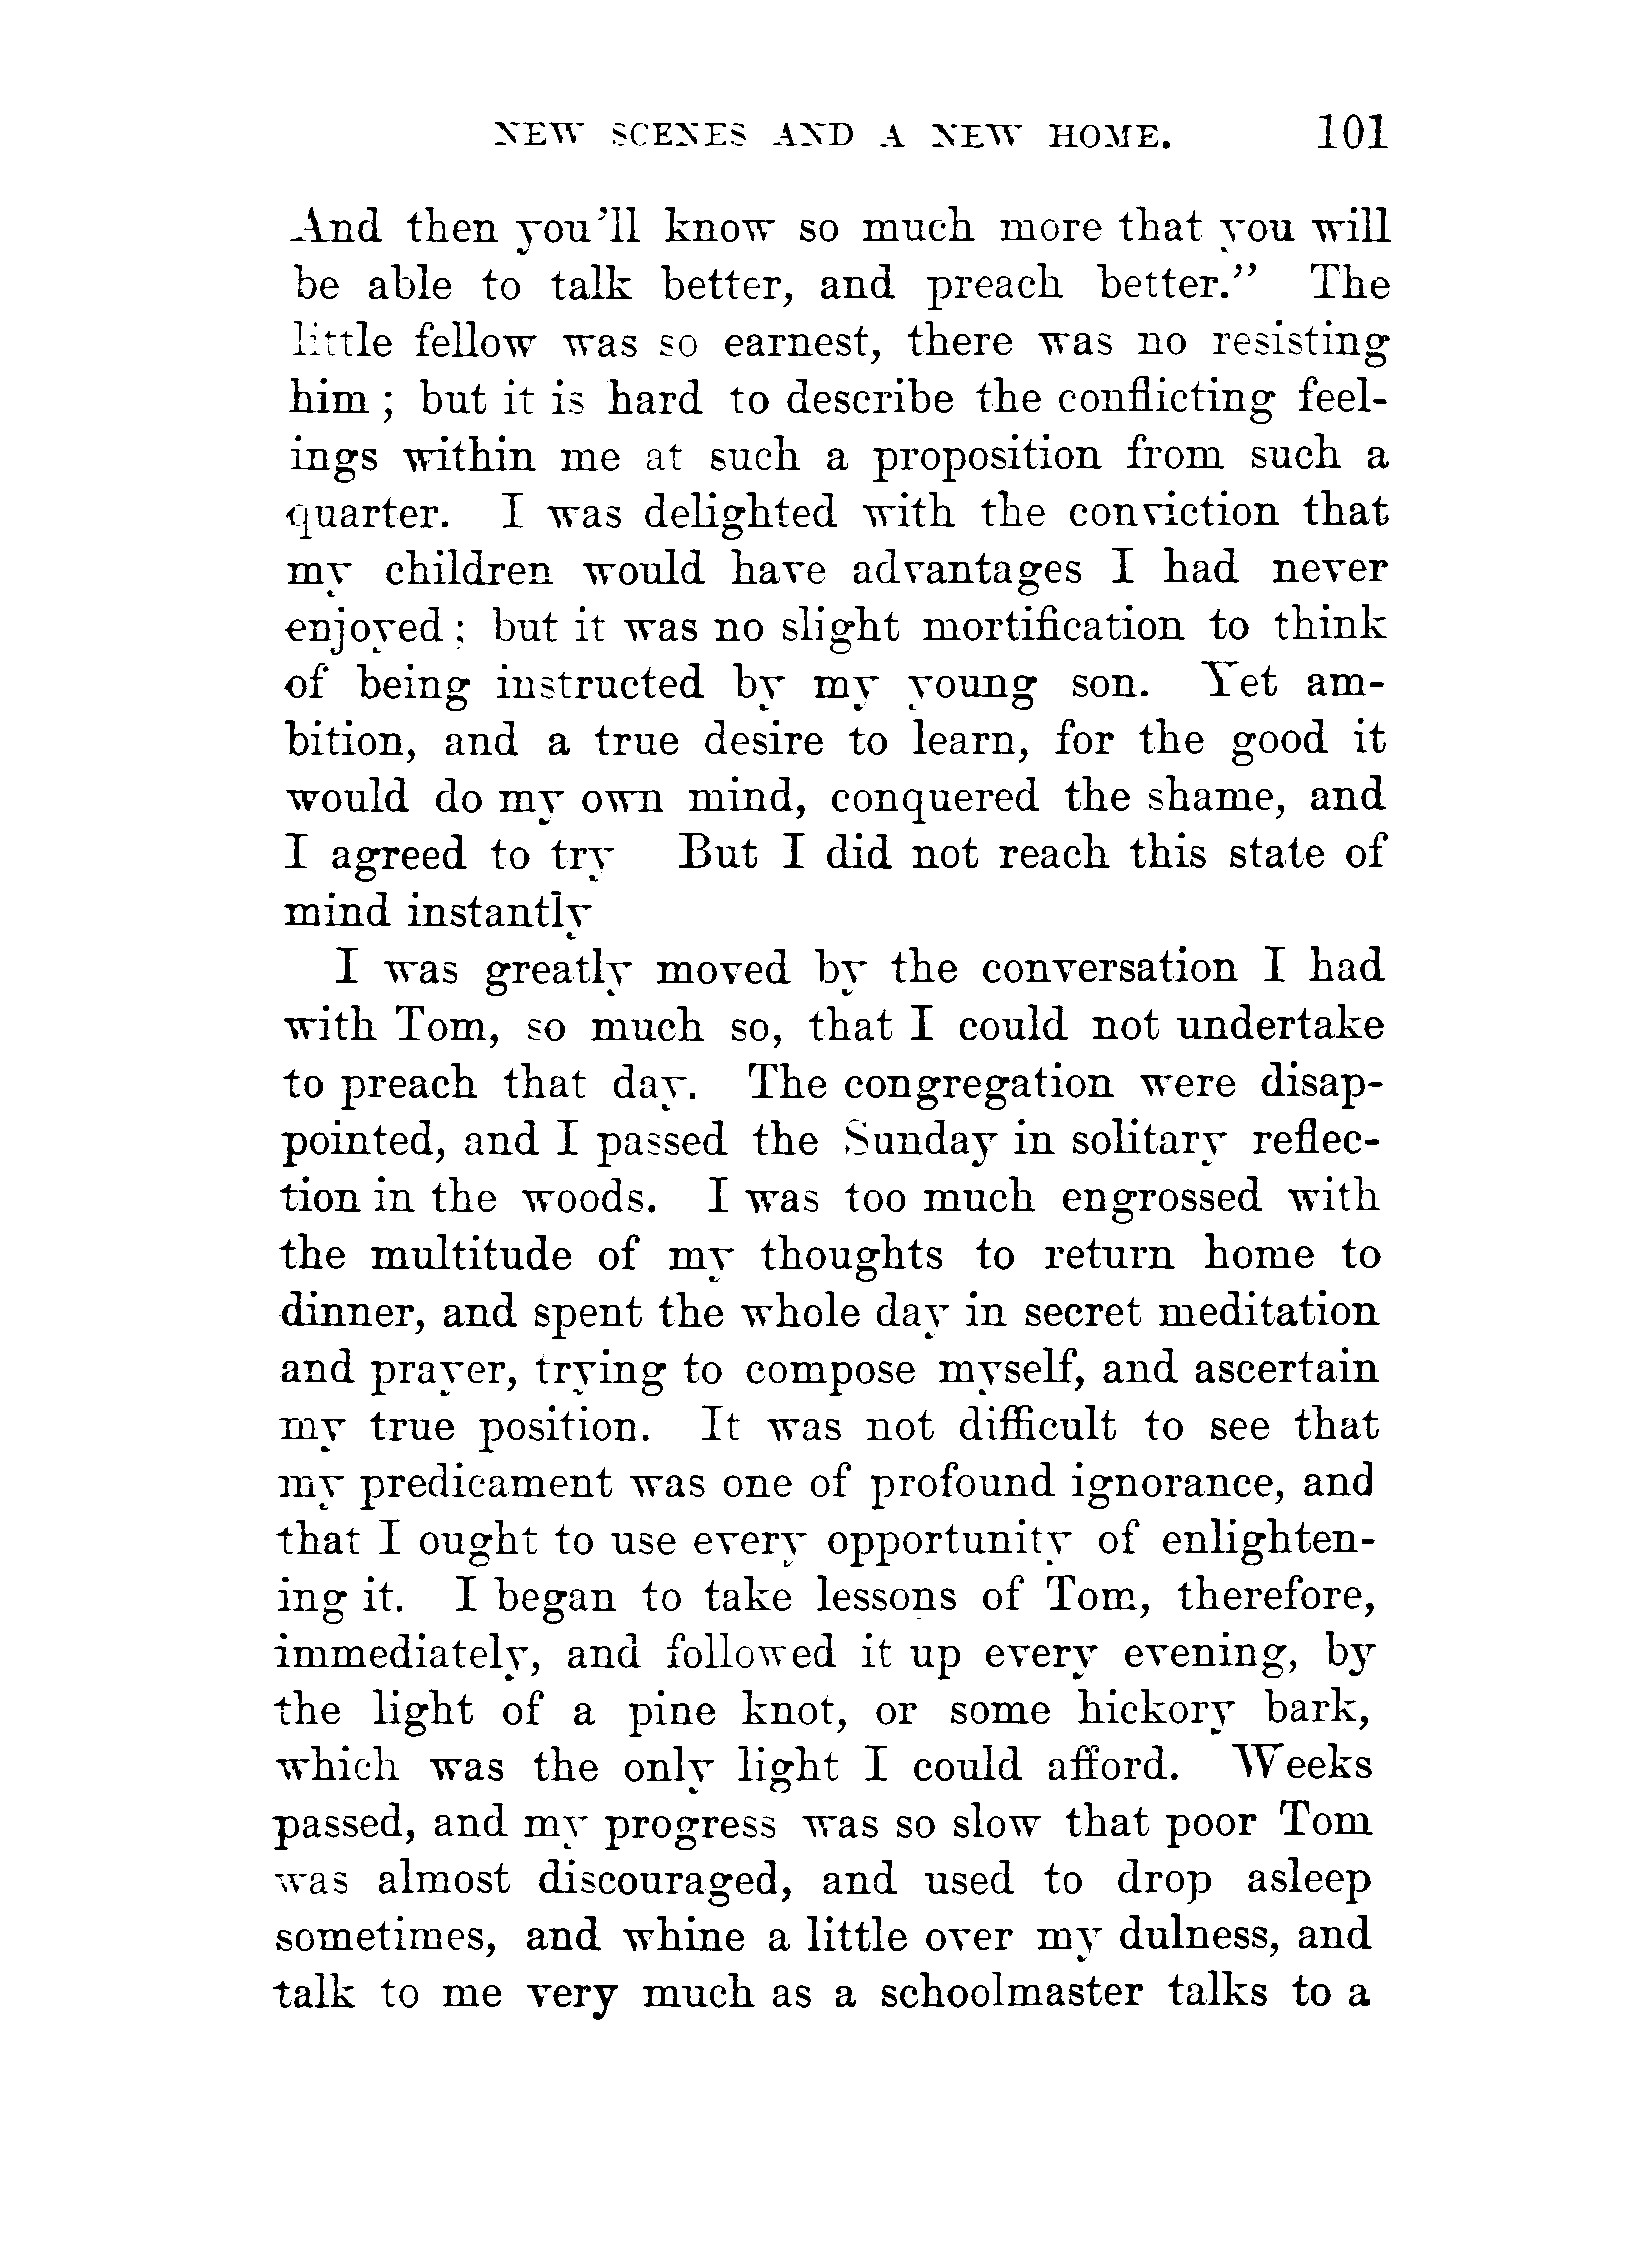 NEW SCENES AND A NEW HOME. 101
And then you'll know so much more that you will
be able to talk better, and preach better.” The
little fellow was so earnest, there was no resisting
him ; but it is hard to describe the conflicting feel-
ings within me at such a proposition from such a
quarter. I was delighted with the conviction that
my children would have advantages I had never
enjoyed ; but it was no slight mortification to think
of being instructed by my young son. Yet am-
bition, and a true desire to learn, for the good it
would do my own mind, conquered the shame, and
I agreed to try But I did not reach this state of
mind instantly
I was greatly moved by the conversation I had
with Tom, so much so, that I could not undertake
to preach that day. The congregation were disap-
pointed, and I passed the Sunday in solitary reflec-
tion in the woods. I was too much engrossed with
the multitude of my thoughts to return home to
dinner, and spent the whole day in secret meditation
and prayer, trying to compose myself, and ascertain
my true position. It was not difficult to see that
my predicament was one of profound ignorance, and
that I ought to use every opportunity of enlighten-
ing it. I began to take lessons of Tom, therefore,
immediately, and followed it up every evening, by
the light of a pine knot, or some hickory bark,
which was the only light I could afford. Weeks
passed, and my progress was so slow that poor Tom
was almost discouraged, and used to drop asleep
sometimes, and whine a little over my dulness, and
talk to me very much as a schoolmaster talks to a